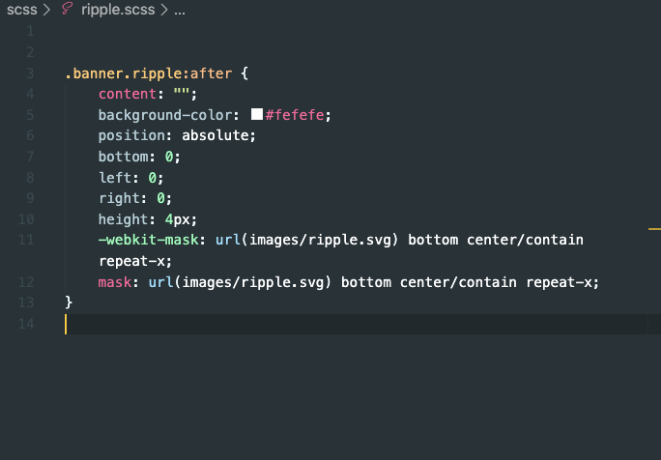 scss > ripple.scss > ...
1
2
3 .banner.ripple:after {
4 content: "";
5 background-color: #fefefe;
6 position: absolute;
7 bottom: 0;
8 left: 0;
9 right: 0;
10 height: 4px;
11 -webkit-mask: url(images/ripple.svg) bottom center/contain
repeat-x;
12 mask: url(images/ripple.svg) bottom center/contain repeat-x;
13 }
14